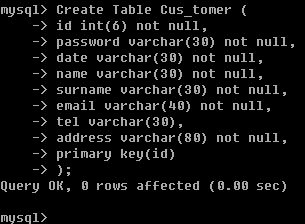 mysql> Create Table Cus_tomer (
    -> id int(6) not null,
    -> password varchar(30) not null,
    -> date varchar(30) not null,
    -> name varchar(30) not null,
    -> surname varchar(30) not null,
    -> email varchar(40) not null,
    -> tel varchar(30),
    -> address varchar(80) not null,
    -> primary key(id)
    -> );
Query OK, 0 rows affected (0.00 sec)
mysql>